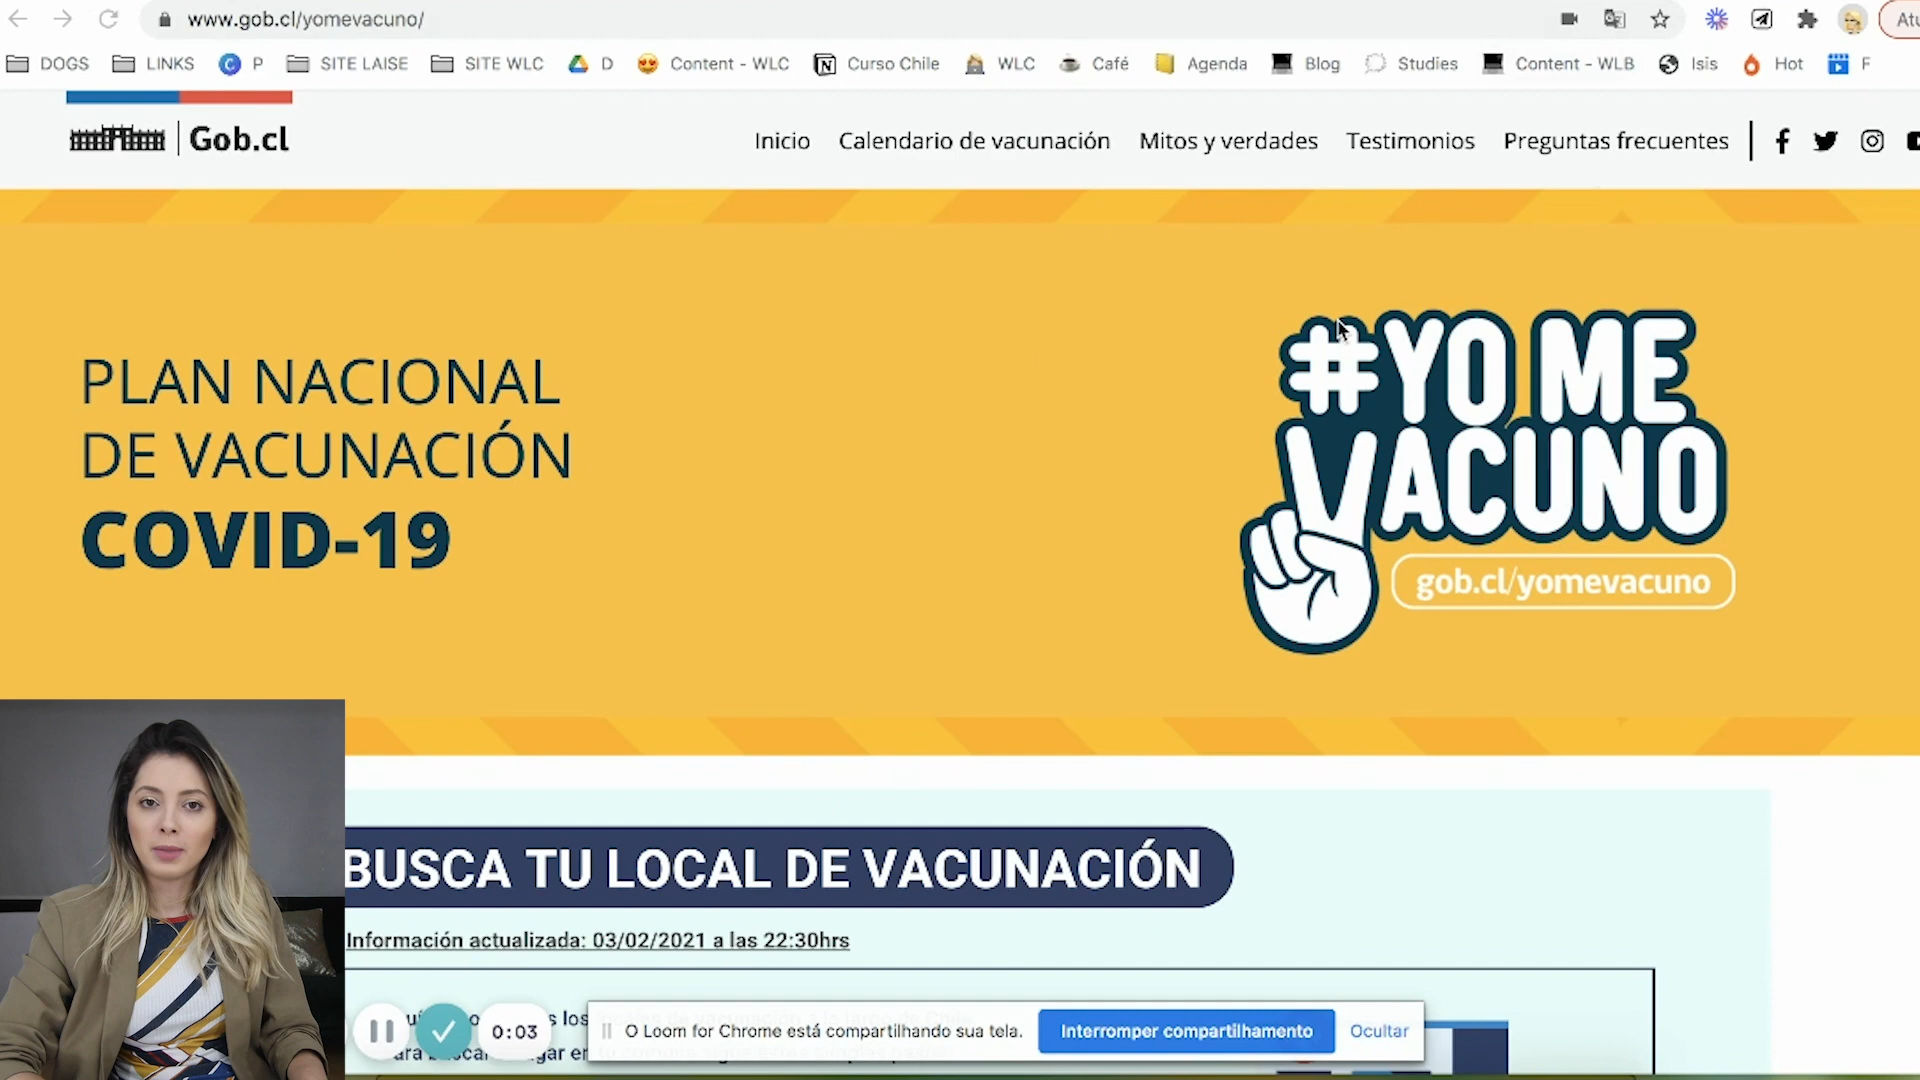 www.gob.cl/yomevacuno/
DOGS LINKS P SITE LAISE SITE WLC D Content - WLC Curso Chile WLC Café Agenda Blog Studies Content - WLB Isis Hot F
Gob.cl
Inicio Calendario de vacunación Mitos y verdades Testimonios Preguntas frecuentes
PLAN NACIONAL
DE VACUNACIÓN
COVID-19
#YO ME
VACUNO
gob.cl/yomevacuno
BUSCA TU LOCAL DE VACUNACIÓN
Información actualizada: 03/02/2021 a las 22:30hrs
0:03
O Loom for Chrome está compartilhando sua tela. Interromper compartilhamento Ocultar